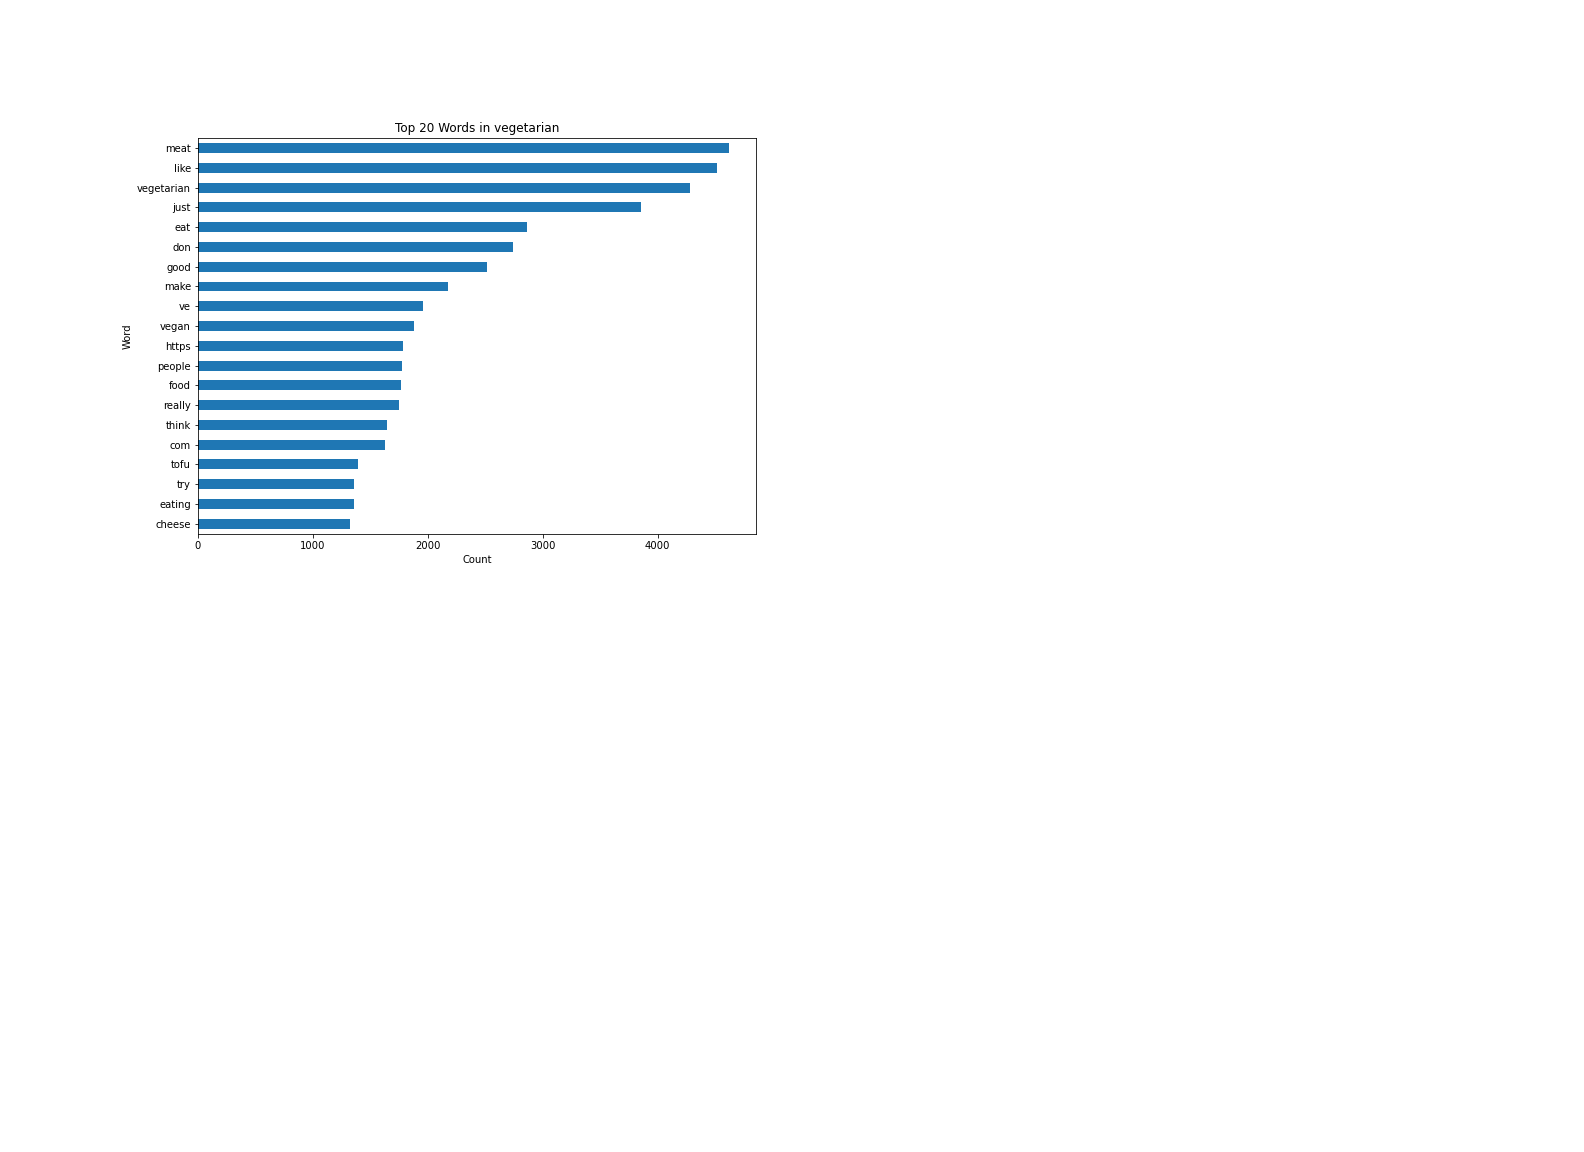 Top 20 Words in vegetarian
Word
meat
like
vegetarian
just
eat
don
good
make
ve
vegan
https
people
food
really
think
com
tofu
try
eating
cheese
0 1000 2000 3000 4000
Count